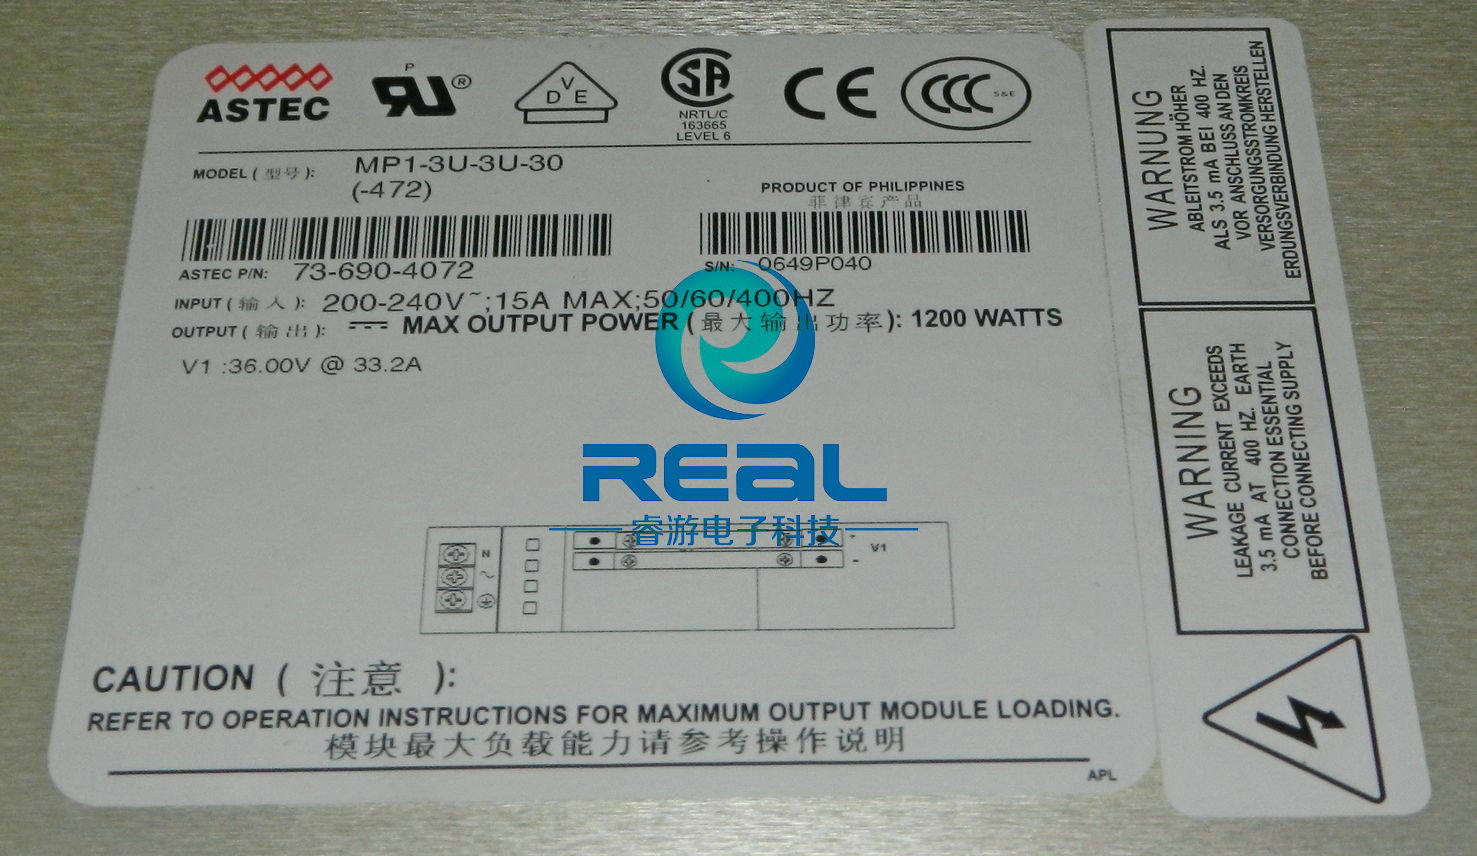 ASTEC
P
®
V
D E
SA
NRTL/C
163665
LEVEL 6
CE
CCC
S&E
MODEL ( 型号 ): MP1-3U-3U-30
(-472)
PRODUCT OF PHILIPPINES
菲律宾产品
ASTEC P/N: 73-690-4072
S/N: 0649P040
INPUT ( 输入 ): 200-240V~;15A MAX;50/60/400HZ
OUTPUT ( 输出 ): MAX OUTPUT POWER ( 最大输出功率 ): 1200 WATTS
V1 :36.00V @ 33.2A
REAL
睿游电子科技
N
V1
+
-
CAUTION ( 注意 ):
REFER TO OPERATION INSTRUCTIONS FOR MAXIMUM OUTPUT MODULE LOADING.
模块最大负载能力请参考操作说明
APL
WARNUNG
ABLEITSTROM HÖHER
ALS 3.5 mA BEI 400 HZ.
VOR ANSCHLUSS AN DEN
VERSORGUNGSSTROMKREIS
ERDUNGSVERBINDUNG HERSTELLEN
WARNING
LEAKAGE CURRENT EXCEEDS
3.5 mA AT 400 HZ. EARTH
CONNECTION ESSENTIAL
BEFORE CONNECTING SUPPLY